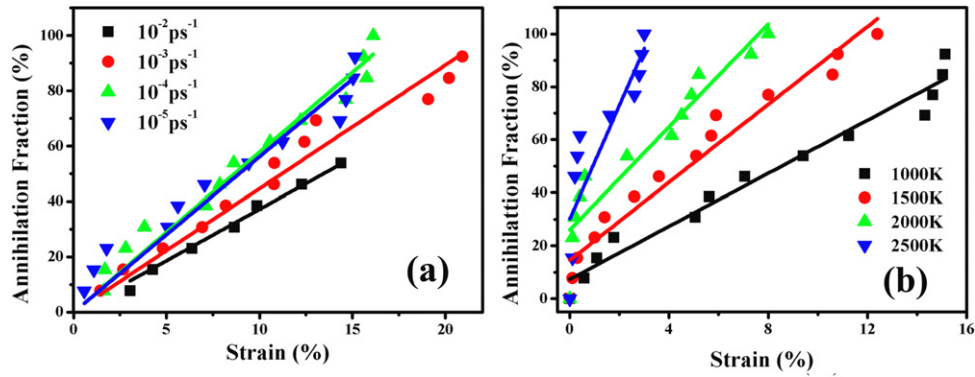 10⁻²ps⁻¹
10⁻³ps⁻¹
10⁻⁴ps⁻¹
10⁻⁵ps⁻¹
Annihilation Fraction (%)
100
80
60
40
20
0
0 5 10 15 20
Strain (%)
(a)
Annihilattion Fraction (%)
100
80
60
40
20
0
0 4 8 12 16
Strain (%)
1000K
1500K
2000K
2500K
(b)